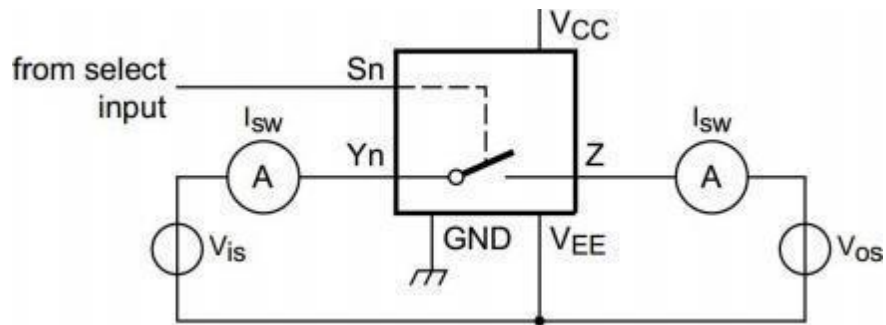 VCC
from select
input
Sn
Isw
Yn
Z
Isw
A
A
Vis
GND
VEE
Vos